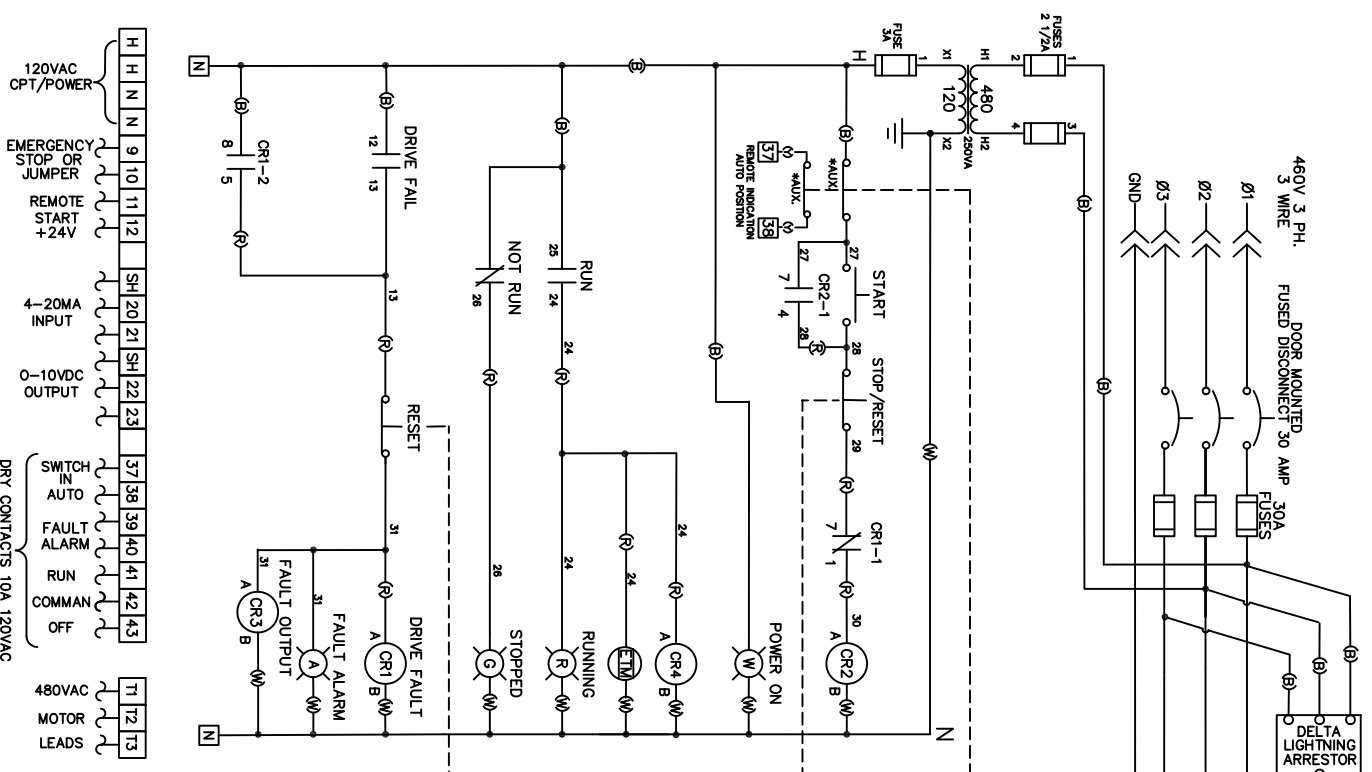 H
H
N
N
9
10
11
12
SH
20
21
SH
22
23
37
38
39
40
41
42
43
T1
T2
T3
120VAC
CPT/POWER
EMERGENCY
STOP OR
JUMPER
REMOTE
START
+24V
4-20MA
INPUT
0-10VDC
OUTPUT
SWITCH
IN
AUTO
FAULT
ALARM
RUN
COMMAN
OFF
DRY CONTACTS 10A 120VAC
480VAC
MOTOR
LEADS
460V 3 PH.
3 WIRE
GND
Ø3
Ø2
Ø1
DOOR MOUNTED
FUSED DISCONNECT 30 AMP
30A
FUSES
(B)
(B)
(B)
(B)
(B)
DELTA
LIGHTNING
ARRESTOR
FUSES
2 1/2A
1
2
3
4
H1
H2
480
120
250VA
X1
X2
FUSE
3A
1
H
(W)
N
(B)
*AUX.
*AUX.
37
38
REMOTE INDICATION
AUTO POSITION
27
START
27
7
CR2-1
4
28
(R)
28
STOP/RESET
29
(R)
CR1-1
7
1
(R)
30
A
CR2
B
(W)
(B)
POWER ON
W
(W)
(B)
(B)
RUN
25
24
24
(R)
24
24
(R)
24
A
CR4
B
(W)
ETM
(W)
RUNNING
R
(W)
NOT RUN
26
(R)
26
STOPPED
G
(W)
(B)
DRIVE FAIL
12
13
13
(R)
RESET
31
(R)
DRIVE FAULT
A
CR1
B
(W)
31
FAULT ALARM
A
(W)
31
FAULT OUTPUT
A
CR3
B
(W)
(B)
CR1-2
8
5
(R)
N
N